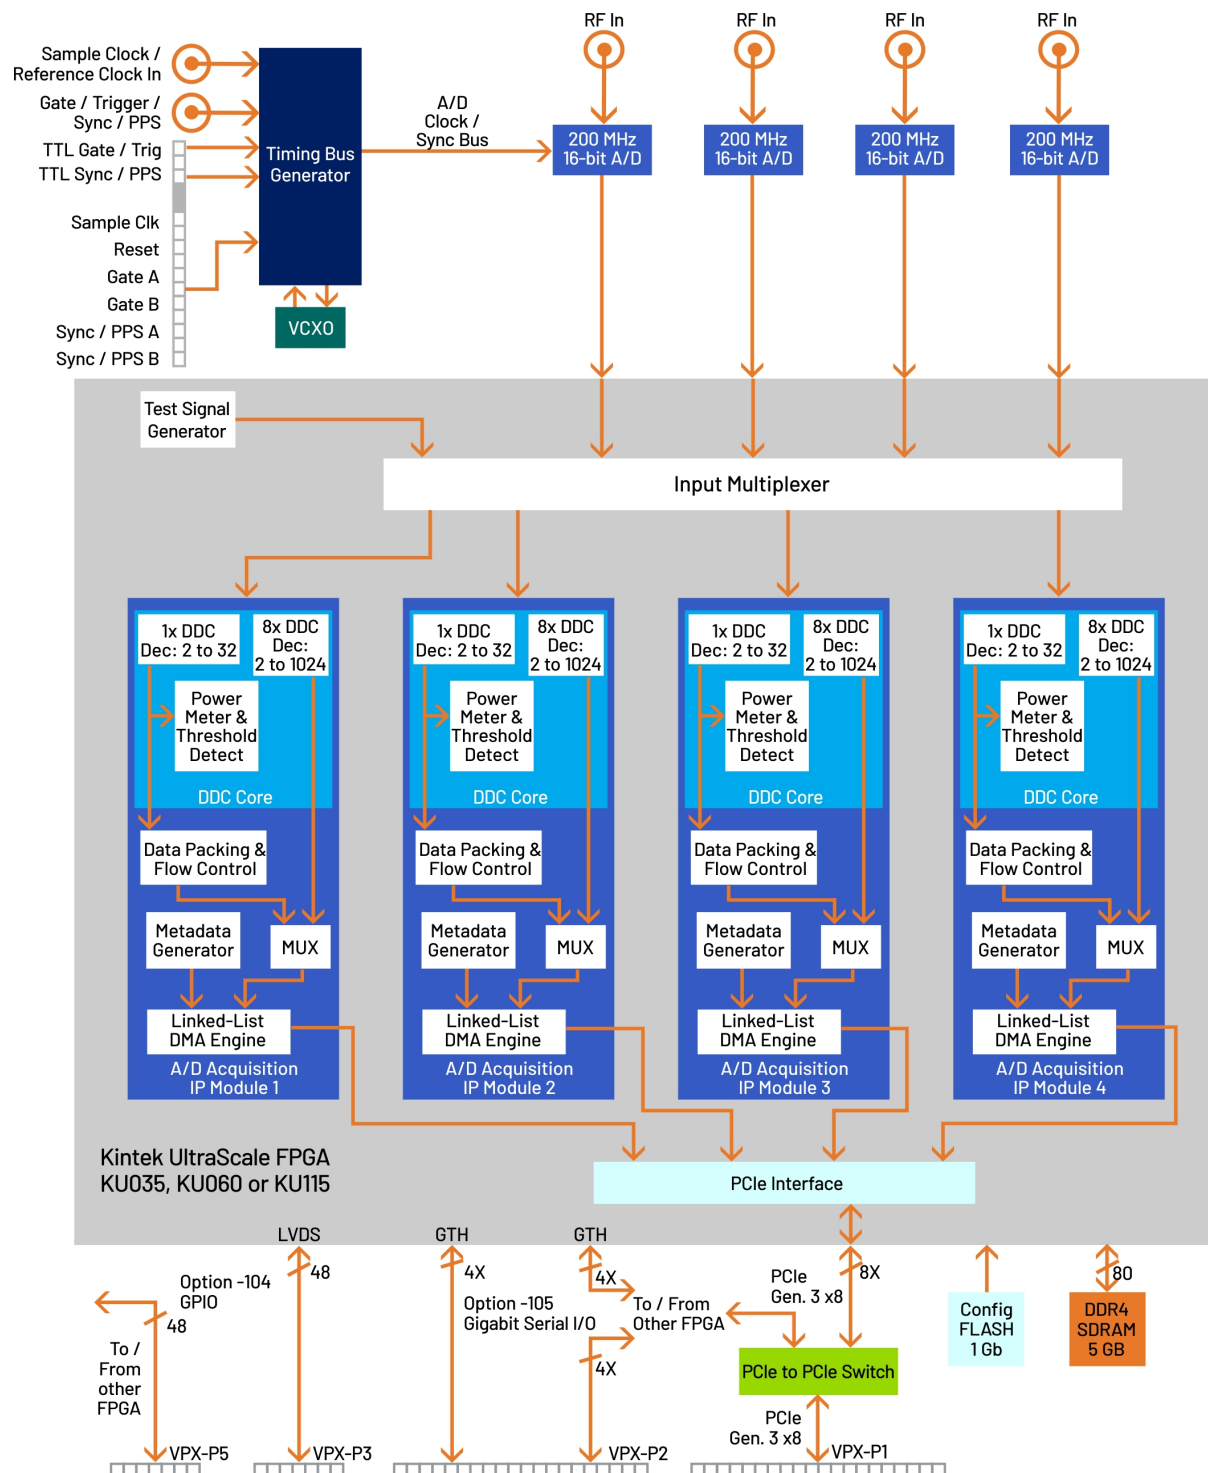 RF In
RF In
RF In
RF In
Sample Clock /
Reference Clock In
Gate / Trigger /
Sync / PPS
TTL Gate / Trig
TTL Sync / PPS
Sample Clk
Reset
Gate A
Gate B
Sync / PPS A
Sync / PPS B
Timing Bus
Generator
VCXO
A/D
Clock /
Sync Bus
200 MHz
16-bit A/D
200 MHz
16-bit A/D
200 MHz
16-bit A/D
200 MHz
16-bit A/D
Test Signal
Generator
Input Multiplexer
1x DDC
Dec: 2 to 32
8x DDC
Dec:
2 to 1024
Power
Meter &
Threshold
Detect
DDC Core
Data Packing &
Flow Control
Metadata
Generator
MUX
Linked-List
DMA Engine
A/D Acquisition
IP Module 1
1x DDC
Dec: 2 to 32
8x DDC
Dec:
2 to 1024
Power
Meter &
Threshold
Detect
DDC Core
Data Packing &
Flow Control
Metadata
Generator
MUX
Linked-List
DMA Engine
A/D Acquisition
IP Module 2
1x DDC
Dec: 2 to 32
8x DDC
Dec:
2 to 1024
Power
Meter &
Threshold
Detect
DDC Core
Data Packing &
Flow Control
Metadata
Generator
MUX
Linked-List
DMA Engine
A/D Acquisition
IP Module 3
1x DDC
Dec: 2 to 32
8x DDC
Dec:
2 to 1024
Power
Meter &
Threshold
Detect
DDC Core
Data Packing &
Flow Control
Metadata
Generator
MUX
Linked-List
DMA Engine
A/D Acquisition
IP Module 4
Kintek UltraScale FPGA
KU035, KU060 or KU115
PCIe Interface
LVDS
GTH
GTH
48
4X
4X
8X
80
Option -104
GPIO
48
To /
From
other
FPGA
Option -105
Gigabit Serial I/O
To / From
Other FPGA
4X
PCIe
Gen. 3 x8
PCIe to PCIe Switch
PCIe
Gen. 3 x8
Config
FLASH
1 Gb
DDR4
SDRAM
5 GB
VPX-P5
VPX-P3
VPX-P2
VPX-P1